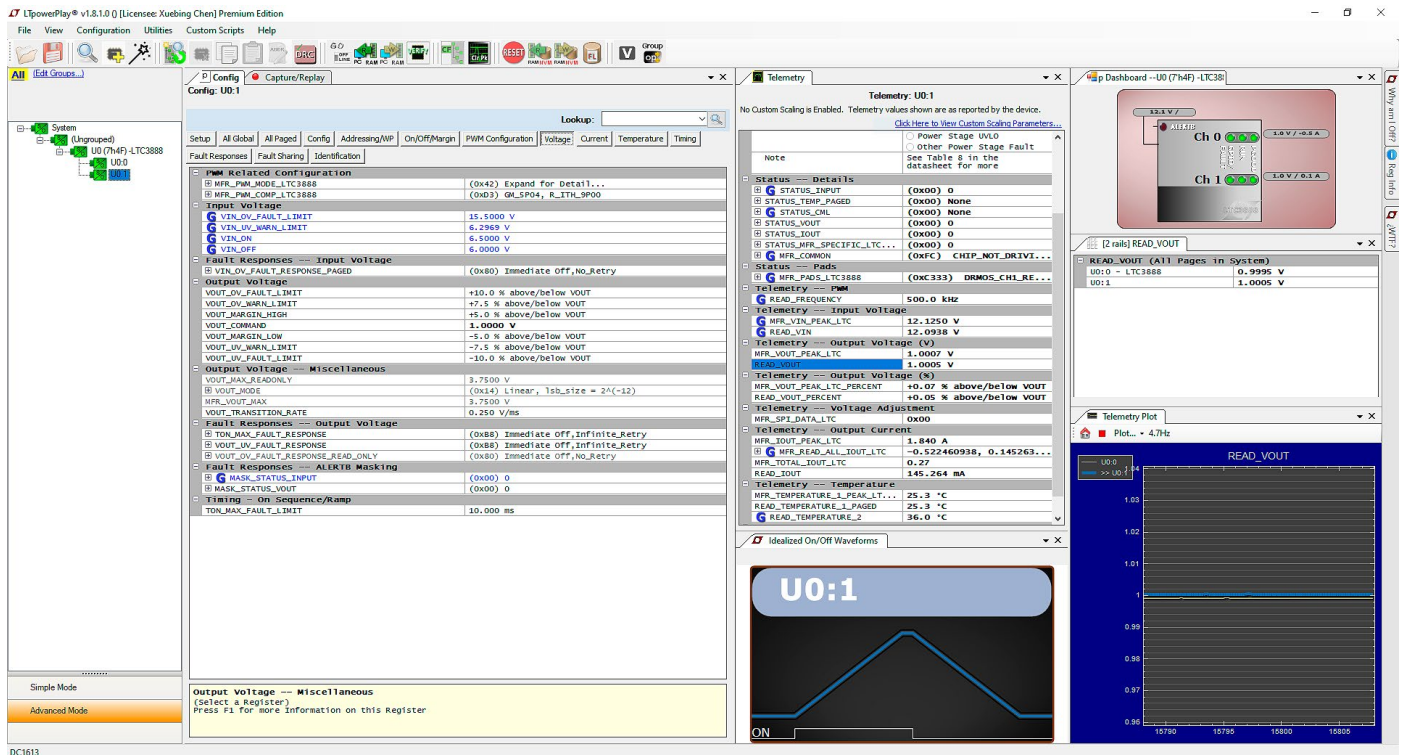 LTpowerPlay® v1.8.1.0 () [Licensee: Xuebing Chen] Premium Edition
File View Configuration Utilities Custom Scripts Help
GO
OFF LINE PC RAM PC RAM VERIFY RESET RAM NVM RAM NVM FL V Group op
All (Edit Groups...)
System
(Ungrouped)
U0 (7'h4F) -LTC3888
U0:0
U0:1
Simple Mode
Advanced Mode
DC1613
Config Capture/Replay
Config: U0:1
Lookup:
Setup All Global All Paged Config Addressing/WP On/Off/Margin PWM Configuration Voltage Current Temperature Timing
Fault Responses Fault Sharing Identification
PWM Related Configuration
MFR_PWM_MODE_LTC3888 (0x42) Expand for Detail...
MFR_PWM_COMP_LTC3888 (0xD3) GM_5P04, R_ITH_9P00
Input Voltage
VIN_OV_FAULT_LIMIT 15.5000 V
VIN_UV_WARN_LIMIT 6.2969 V
VIN_ON 6.5000 V
VIN_OFF 6.0000 V
Fault Responses -- Input Voltage
VIN_OV_FAULT_RESPONSE_PAGED (0x80) Immediate Off,No_Retry
Output Voltage
VOUT_OV_FAULT_LIMIT +10.0 % above/below VOUT
VOUT_OV_WARN_LIMIT +7.5 % above/below VOUT
VOUT_MARGIN_HIGH +5.0 % above/below VOUT
VOUT_COMMAND 1.0000 V
VOUT_MARGIN_LOW -5.0 % above/below VOUT
VOUT_UV_WARN_LIMIT -7.5 % above/below VOUT
VOUT_UV_FAULT_LIMIT -10.0 % above/below VOUT
Output Voltage -- Miscellaneous
VOUT_MAX_READONLY 3.7500 V
VOUT_MODE (0x14) Linear, lsb_size = 2^(-12)
MFR_VOUT_MAX 3.7500 V
VOUT_TRANSITION_RATE 0.250 V/ms
Fault Responses -- Output Voltage
TON_MAX_FAULT_RESPONSE (0xB8) Immediate Off,Infinite_Retry
VOUT_UV_FAULT_RESPONSE (0xB8) Immediate Off,Infinite_Retry
VOUT_OV_FAULT_RESPONSE_READ_ONLY (0x80) Immediate Off,No_Retry
Fault Responses -- ALERTB Masking
MASK_STATUS_INPUT (0x00) 0
MASK_STATUS_VOUT (0x00) 0
Timing - On Sequence/Ramp
TON_MAX_FAULT_LIMIT 10.000 ms
Output Voltage -- Miscellaneous
(Select a Register)
Press F1 for more Information on this Register
Telemetry
Telemetry: U0:1
No Custom Scaling is Enabled. Telemetry values shown are as reported by the device.
Click Here to View Custom Scaling Parameters...
Power Stage UVLO
Other Power Stage Fault
Note See Table 8 in the
datasheet for more
Status -- Details
STATUS_INPUT (0x00) 0
STATUS_TEMP_PAGED (0x00) None
STATUS_CML (0x00) None
STATUS_VOUT (0x00) 0
STATUS_IOUT (0x00) 0
STATUS_MFR_SPECIFIC_LTC... (0x00) 0
MFR_COMMON (0xFC) CHIP_NOT_DRIVI...
Status -- Pads
MFR_PADS_LTC3888 (0xC333) DRMOS_CH1_RE...
Telemetry -- PWM
READ_FREQUENCY 500.0 kHz
Telemetry -- Input Voltage
MFR_VIN_PEAK_LTC 12.1250 V
READ_VIN 12.0938 V
Telemetry -- Output Voltage (V)
MFR_VOUT_PEAK_LTC 1.0007 V
READ_VOUT 1.0005 V
Telemetry -- Output Voltage (%)
MFR_VOUT_PEAK_LTC_PERCENT +0.07 % above/below VOUT
READ_VOUT_PERCENT +0.05 % above/below VOUT
Telemetry -- Voltage Adjustment
MFR_SPI_DATA_LTC 0x00
Telemetry -- Output Current
MFR_IOUT_PEAK_LTC 1.840 A
MFR_READ_ALL_IOUT_LTC -0.522460938, 0.145263...
MFR_TOTAL_IOUT_LTC 0.27
READ_IOUT 145.264 mA
Telemetry -- Temperature
MFR_TEMPERATURE_1_PEAK_LT... 25.3 °C
READ_TEMPERATURE_1_PAGED 25.3 °C
READ_TEMPERATURE_2 36.0 °C
Idealized On/Off Waveforms
U0:1
ON
p Dashboard --U0 (7'h4F) -LTC38
12.1 V /
ALERTB
Ch 0 1.0 V / -0.5 A
Ch 1 1.0 V / 0.1 A
[2 rails] READ_VOUT
READ_VOUT (All Pages in System)
U0:0 - LTC3888 0.9995 V
U0:1 1.0005 V
Telemetry Plot
Plot... 4.7Hz
READ_VOUT
U0:0
>> U0:1
1.04
1.03
1.02
1.01
1
0.99
0.98
0.97
0.96
15790 15795 15800 15805
Why am I Off?
Reg Info
¿WTF?